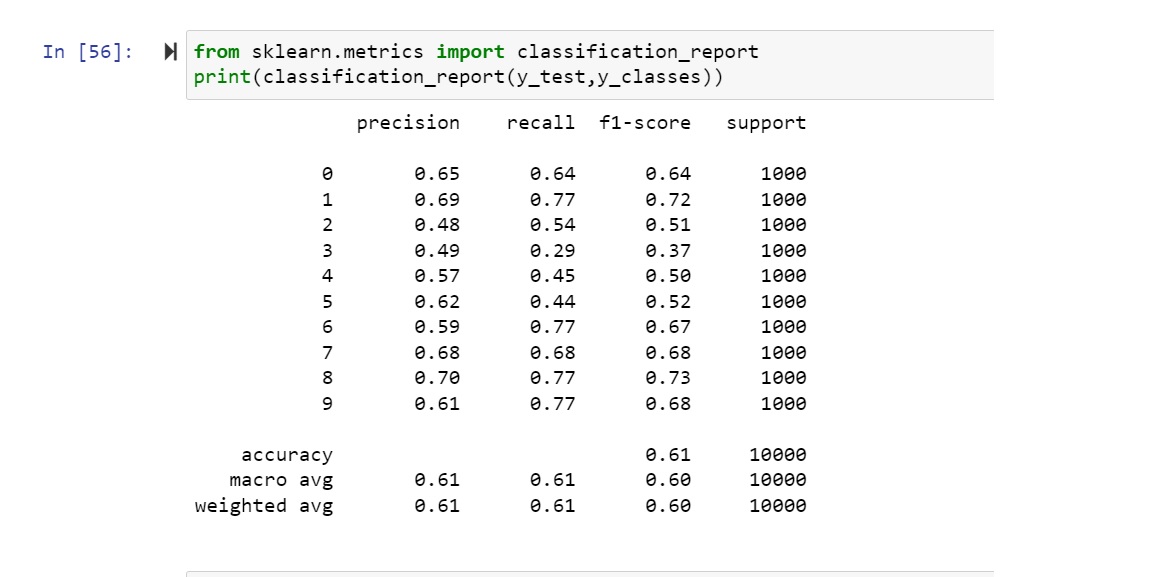 In [56]:
from sklearn.metrics import classification_report
print(classification_report(y_test,y_classes))
precision recall f1-score support
0 0.65 0.64 0.64 1000
1 0.69 0.77 0.72 1000
2 0.48 0.54 0.51 1000
3 0.49 0.29 0.37 1000
4 0.57 0.45 0.50 1000
5 0.62 0.44 0.52 1000
6 0.59 0.77 0.67 1000
7 0.68 0.68 0.68 1000
8 0.70 0.77 0.73 1000
9 0.61 0.77 0.68 1000
accuracy 0.61 10000
macro avg 0.61 0.61 0.60 10000
weighted avg 0.61 0.61 0.60 10000